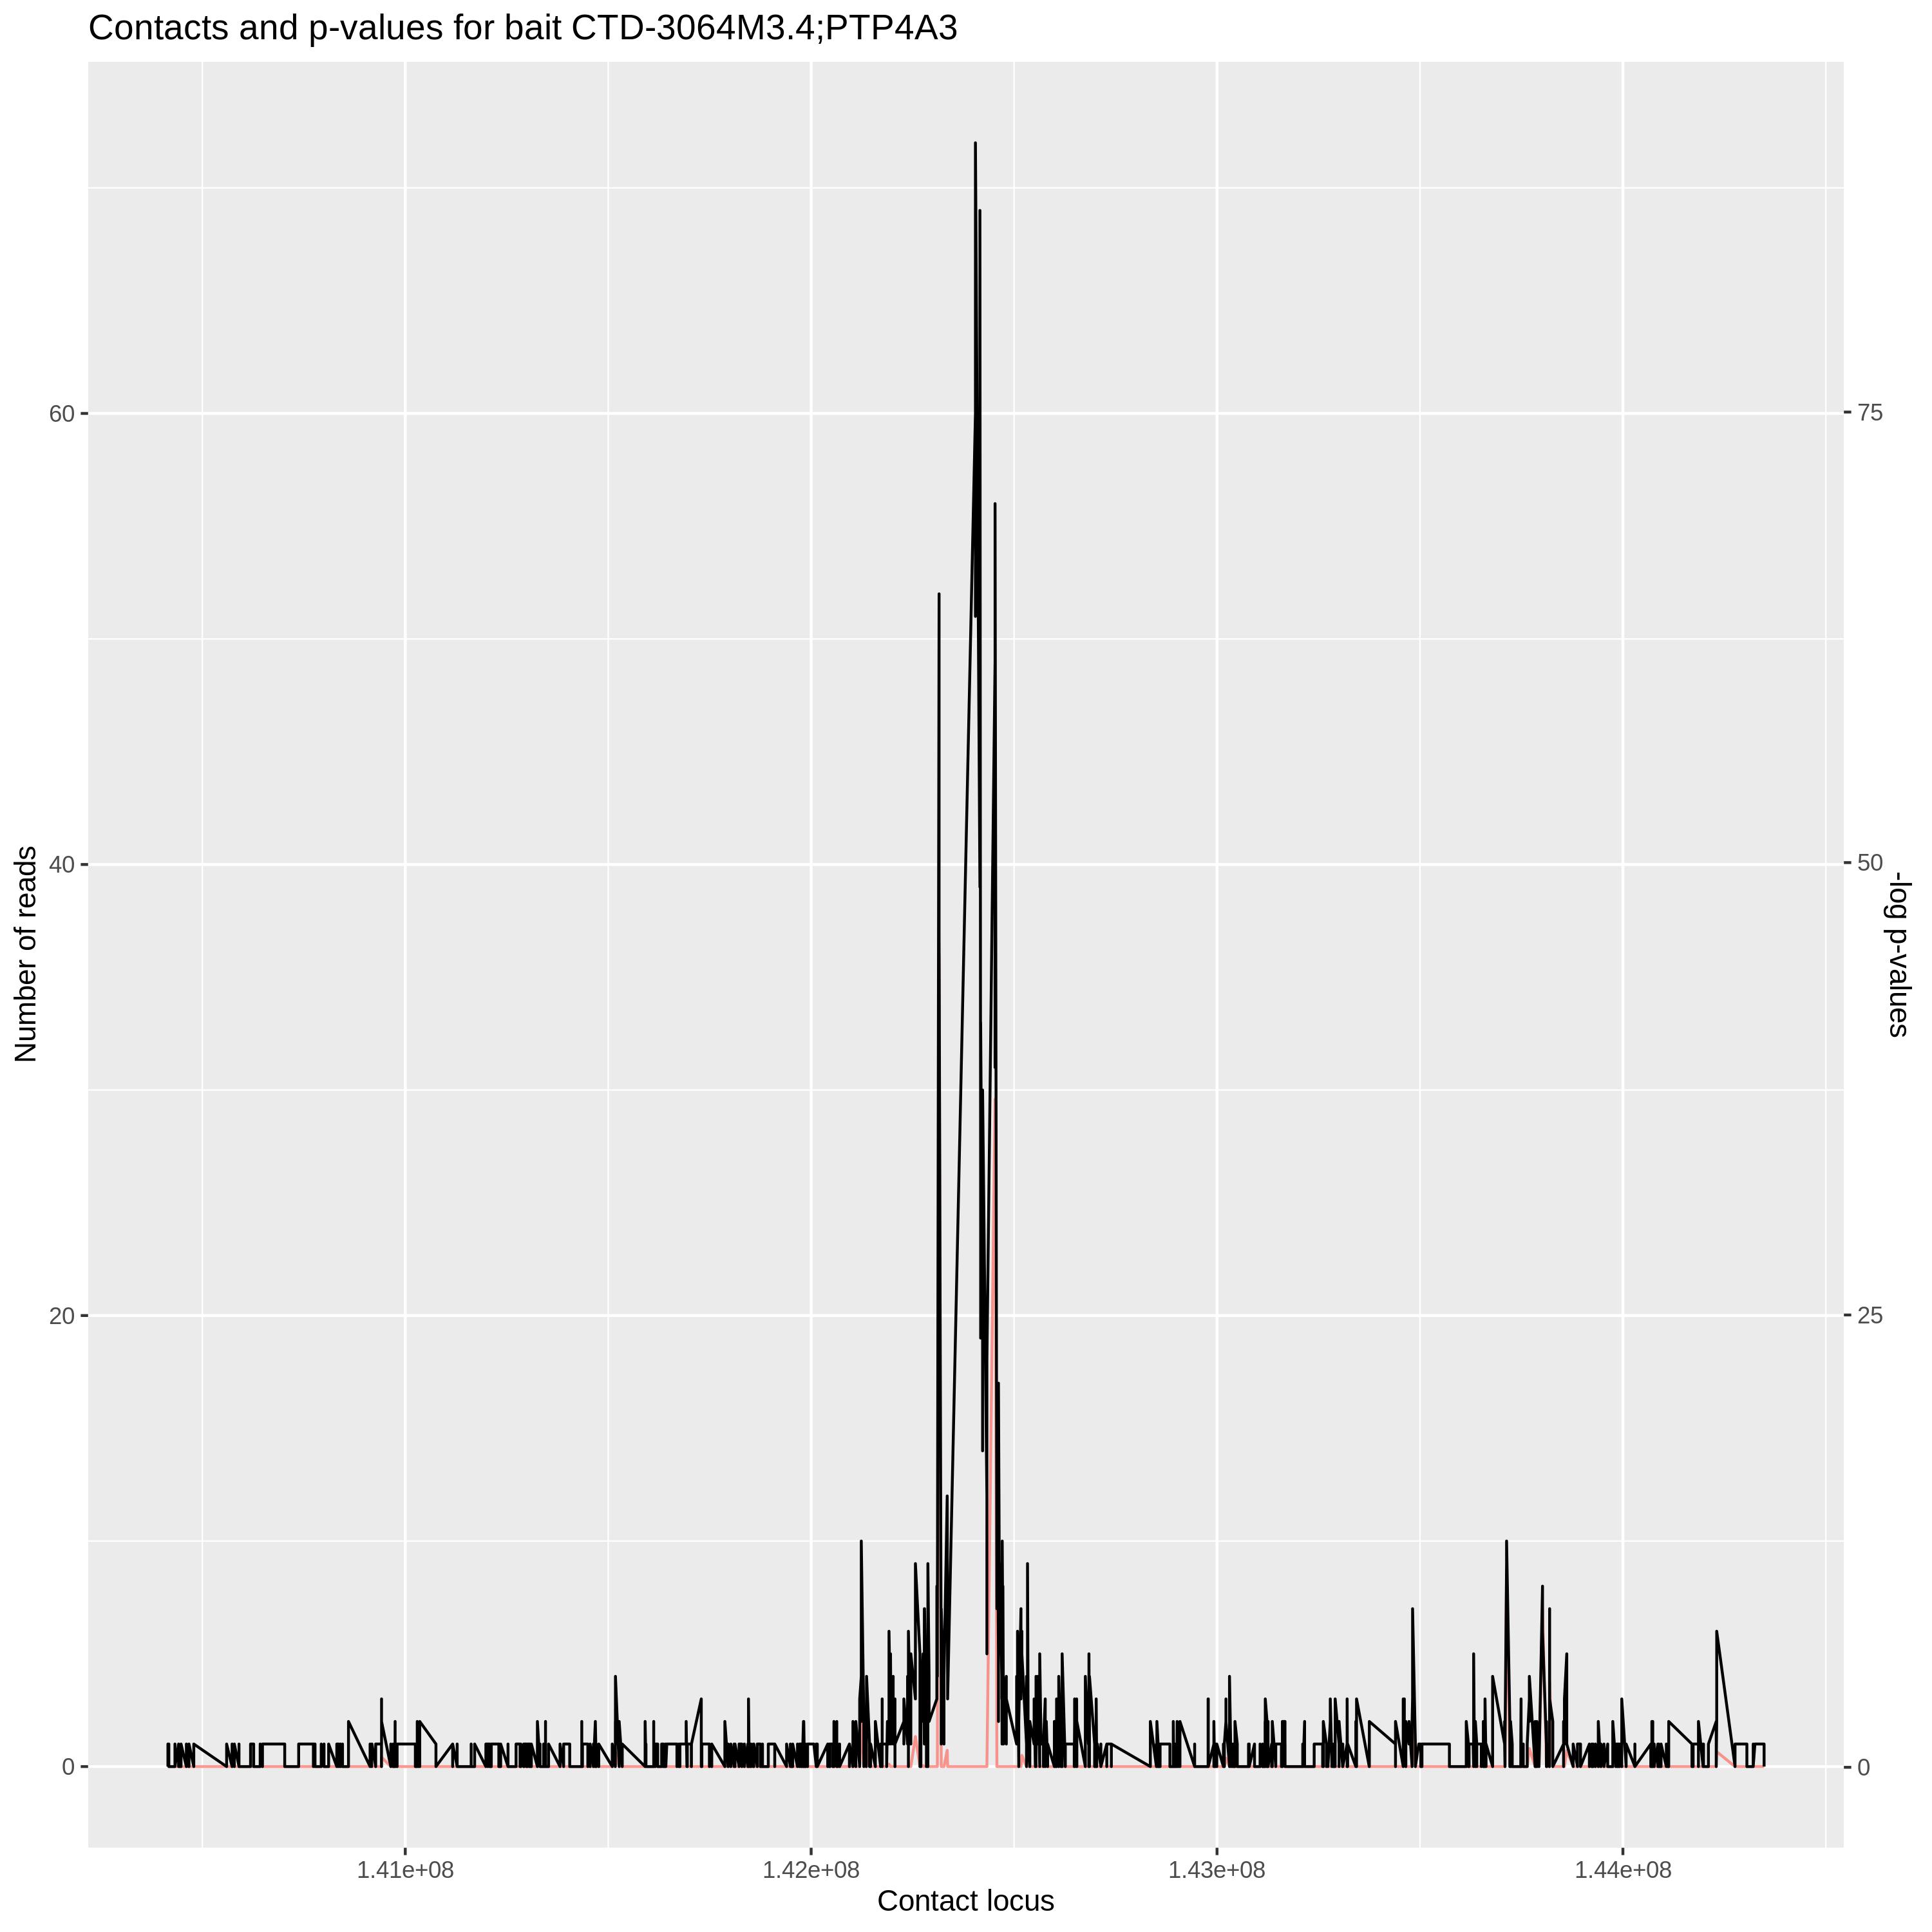 Contacts and p-values for bait CTD-3064M3.4;PTP4A3
Number of reads
60
40
20
0
75
50
25
0
-log p-values
1.41e+08
1.42e+08
1.43e+08
1.44e+08
Contact locus